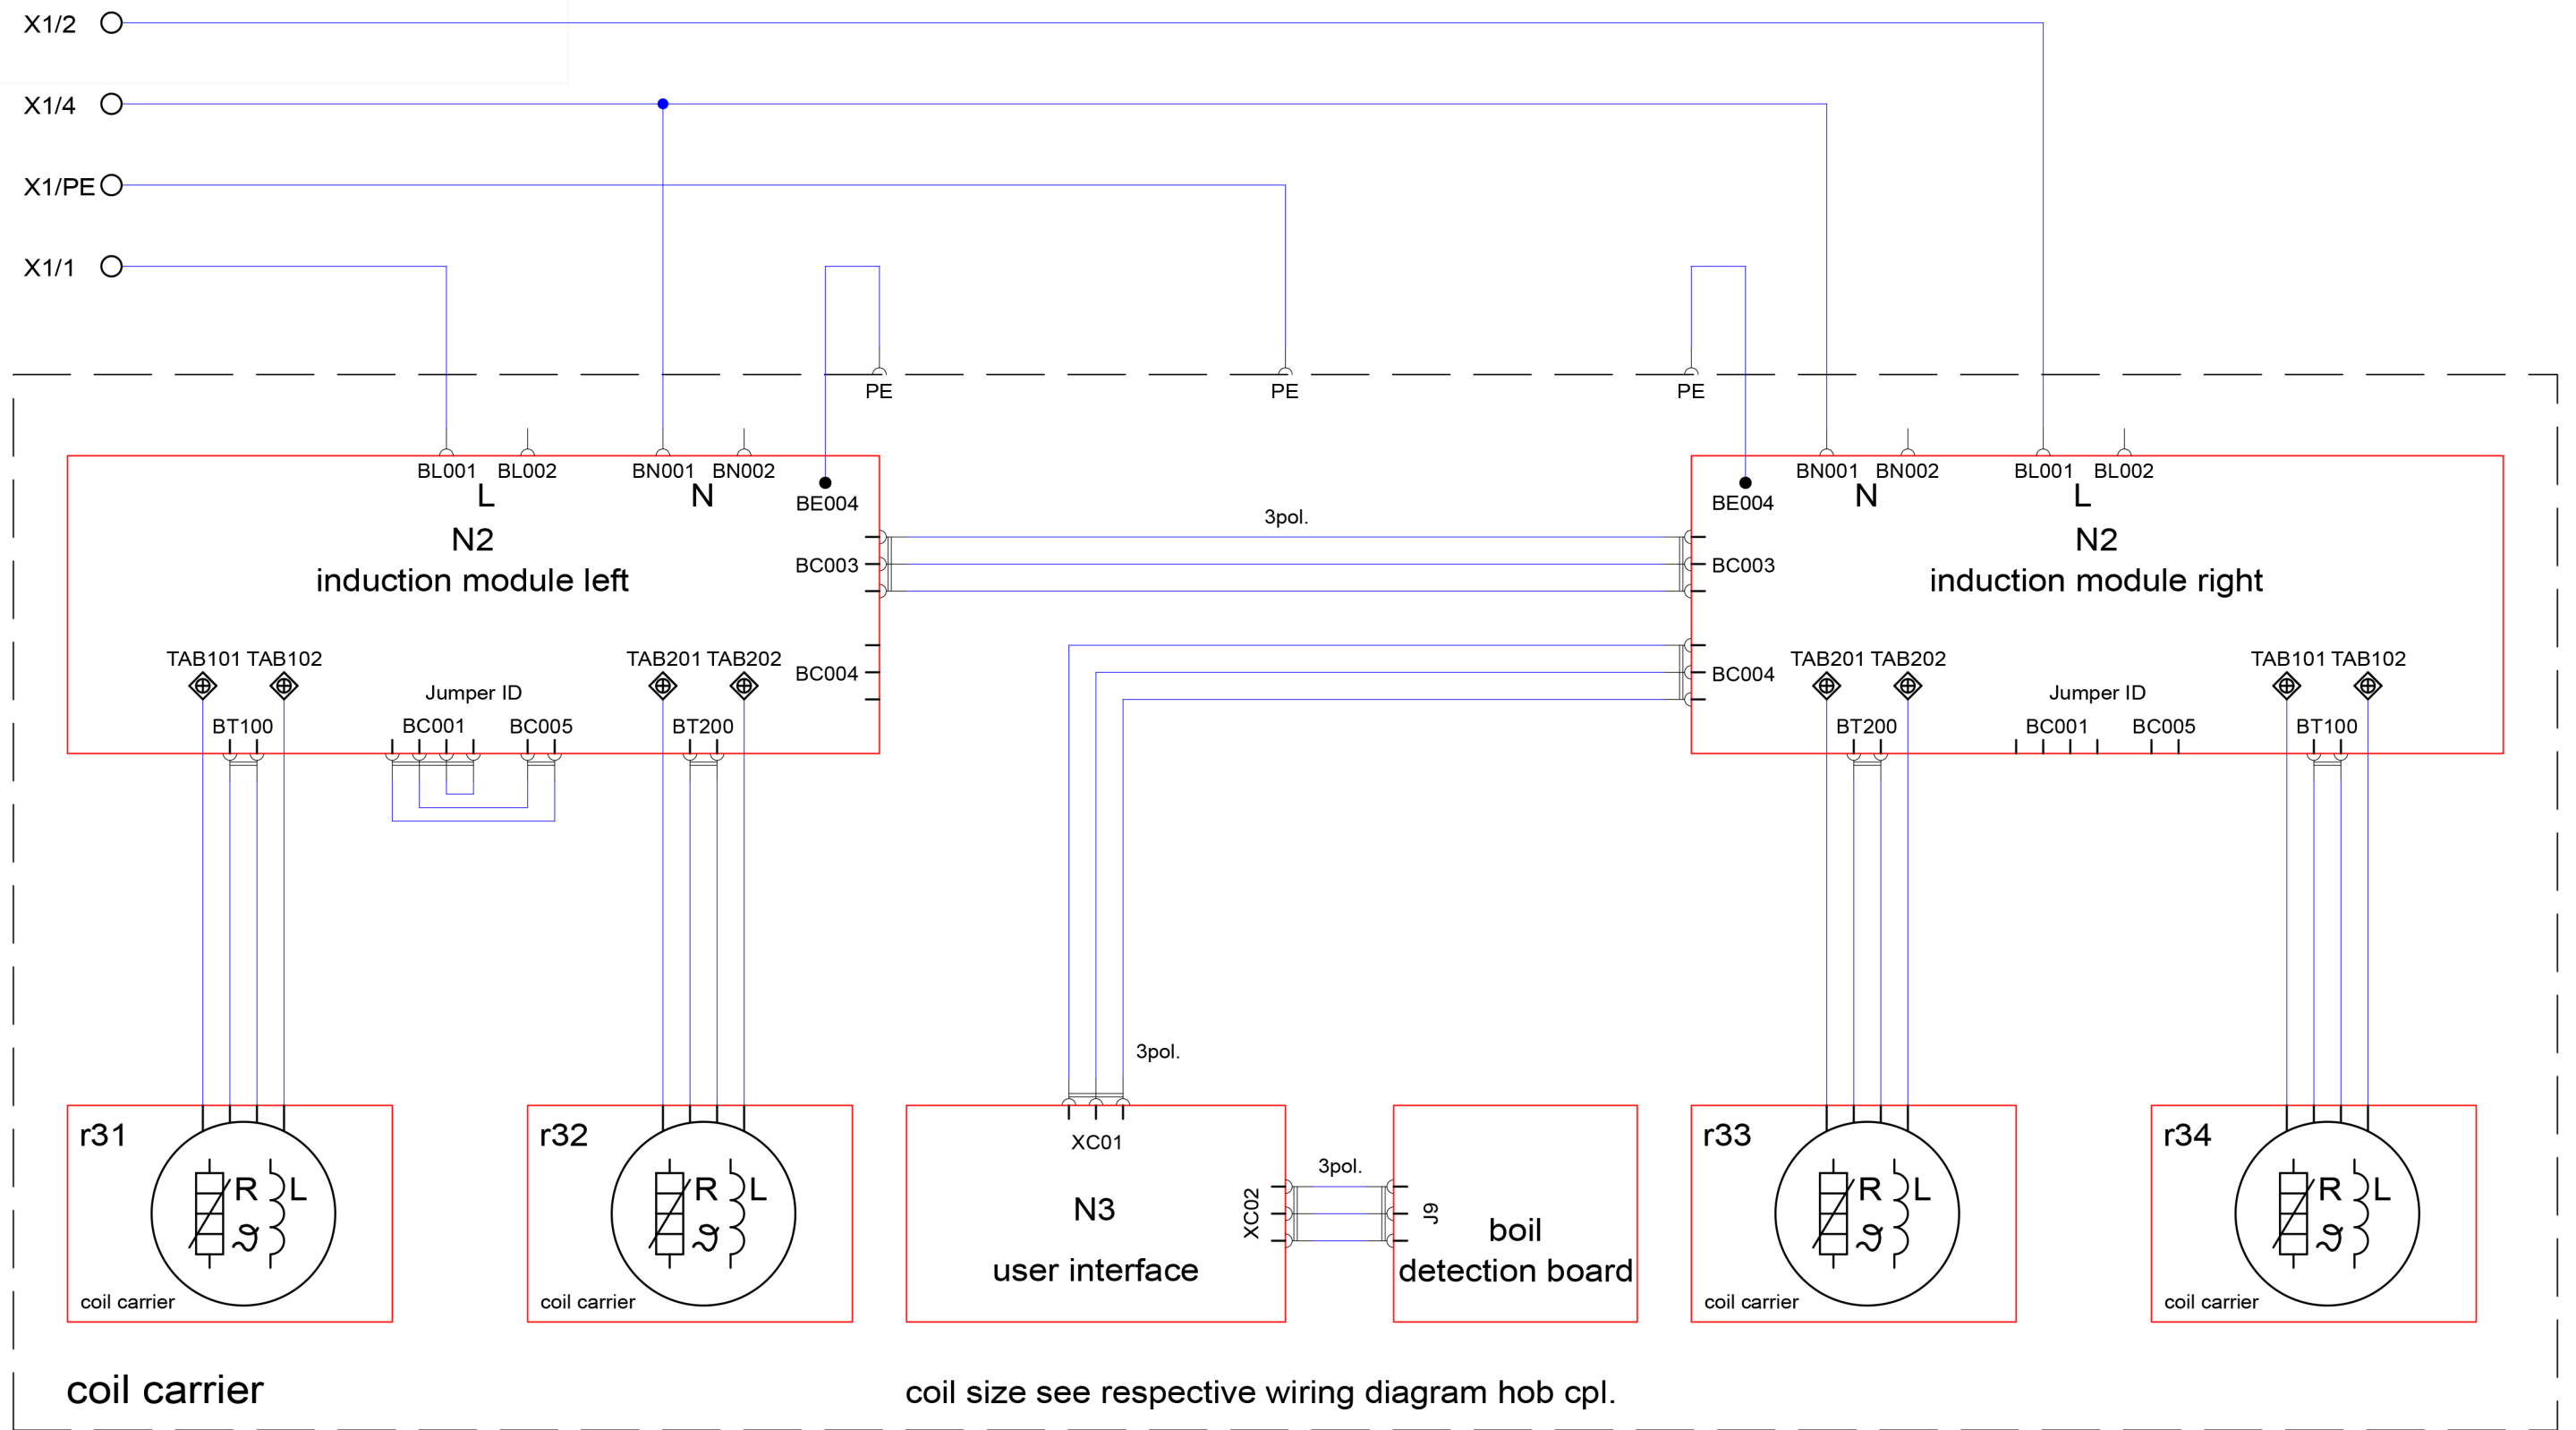 X1/2
X1/4
X1/PE
X1/1
PE PE PE
BL001 BL002 BN001 BN002
L N
BE004
N2
induction module left
BC003
BC004
TAB101 TAB102 TAB201 TAB202
Jumper ID
BT100 BC001 BC005 BT200
3pol.
BN001 BN002 BL001 BL002
N L
BE004
N2
induction module right
BC003
BC004
TAB201 TAB202 TAB101 TAB102
Jumper ID
BT200 BC001 BC005 BT100
3pol.
r31
R L
ϑ
coil carrier
r32
R L
ϑ
coil carrier
XC01
N3
user interface
XC02
3pol.
J9
boil
detection board
r33
R L
ϑ
coil carrier
r34
R L
ϑ
coil carrier
coil carrier
coil size see respective wiring diagram hob cpl.